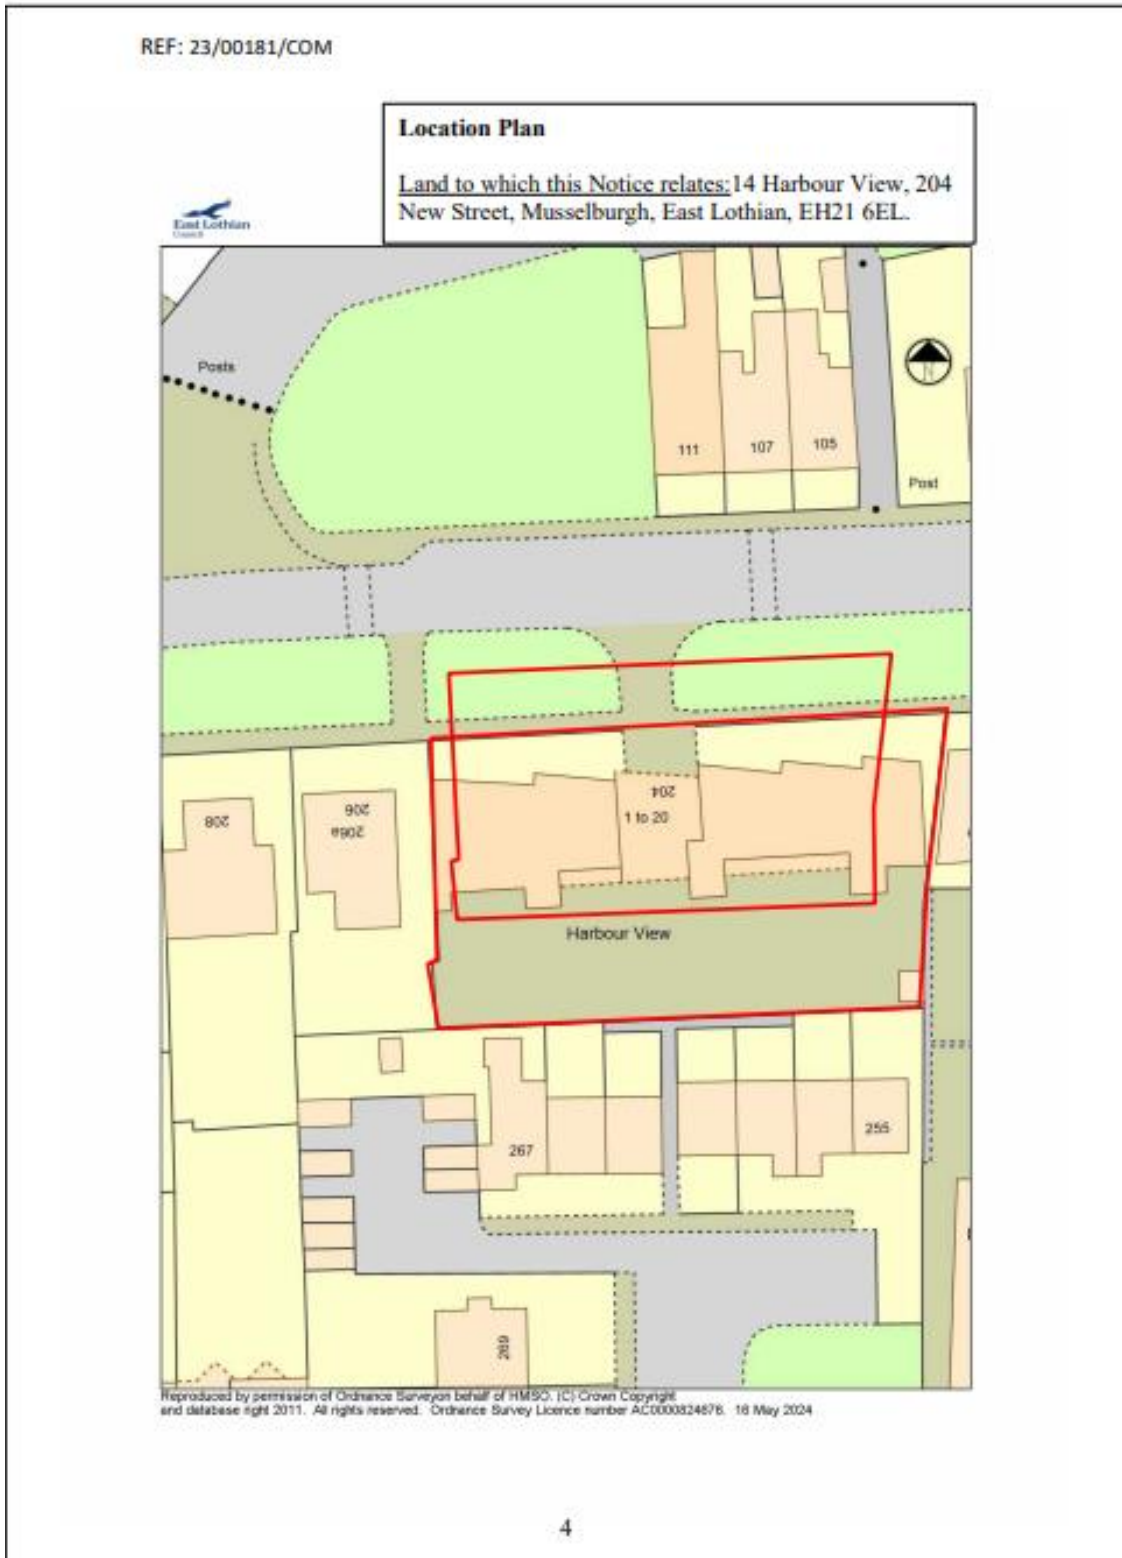 REF: 23/00181/COM
Location Plan
Land to which this Notice relates:14 Harbour View, 204
New Street, Musselburgh, East Lothian, EH21 6EL.
East Lothian
Council
Posts
111
107
105
N
Post
208
206
206a
204
1 to 20
Harbour View
267
255
269
Reproduced by permission of Ordnance Surveyon behalf of HMSO. (C) Crown Copyright
and database right 2011. All rights reserved. Ordnance Survey Licence number AC0000824876. 16 May 2024
4